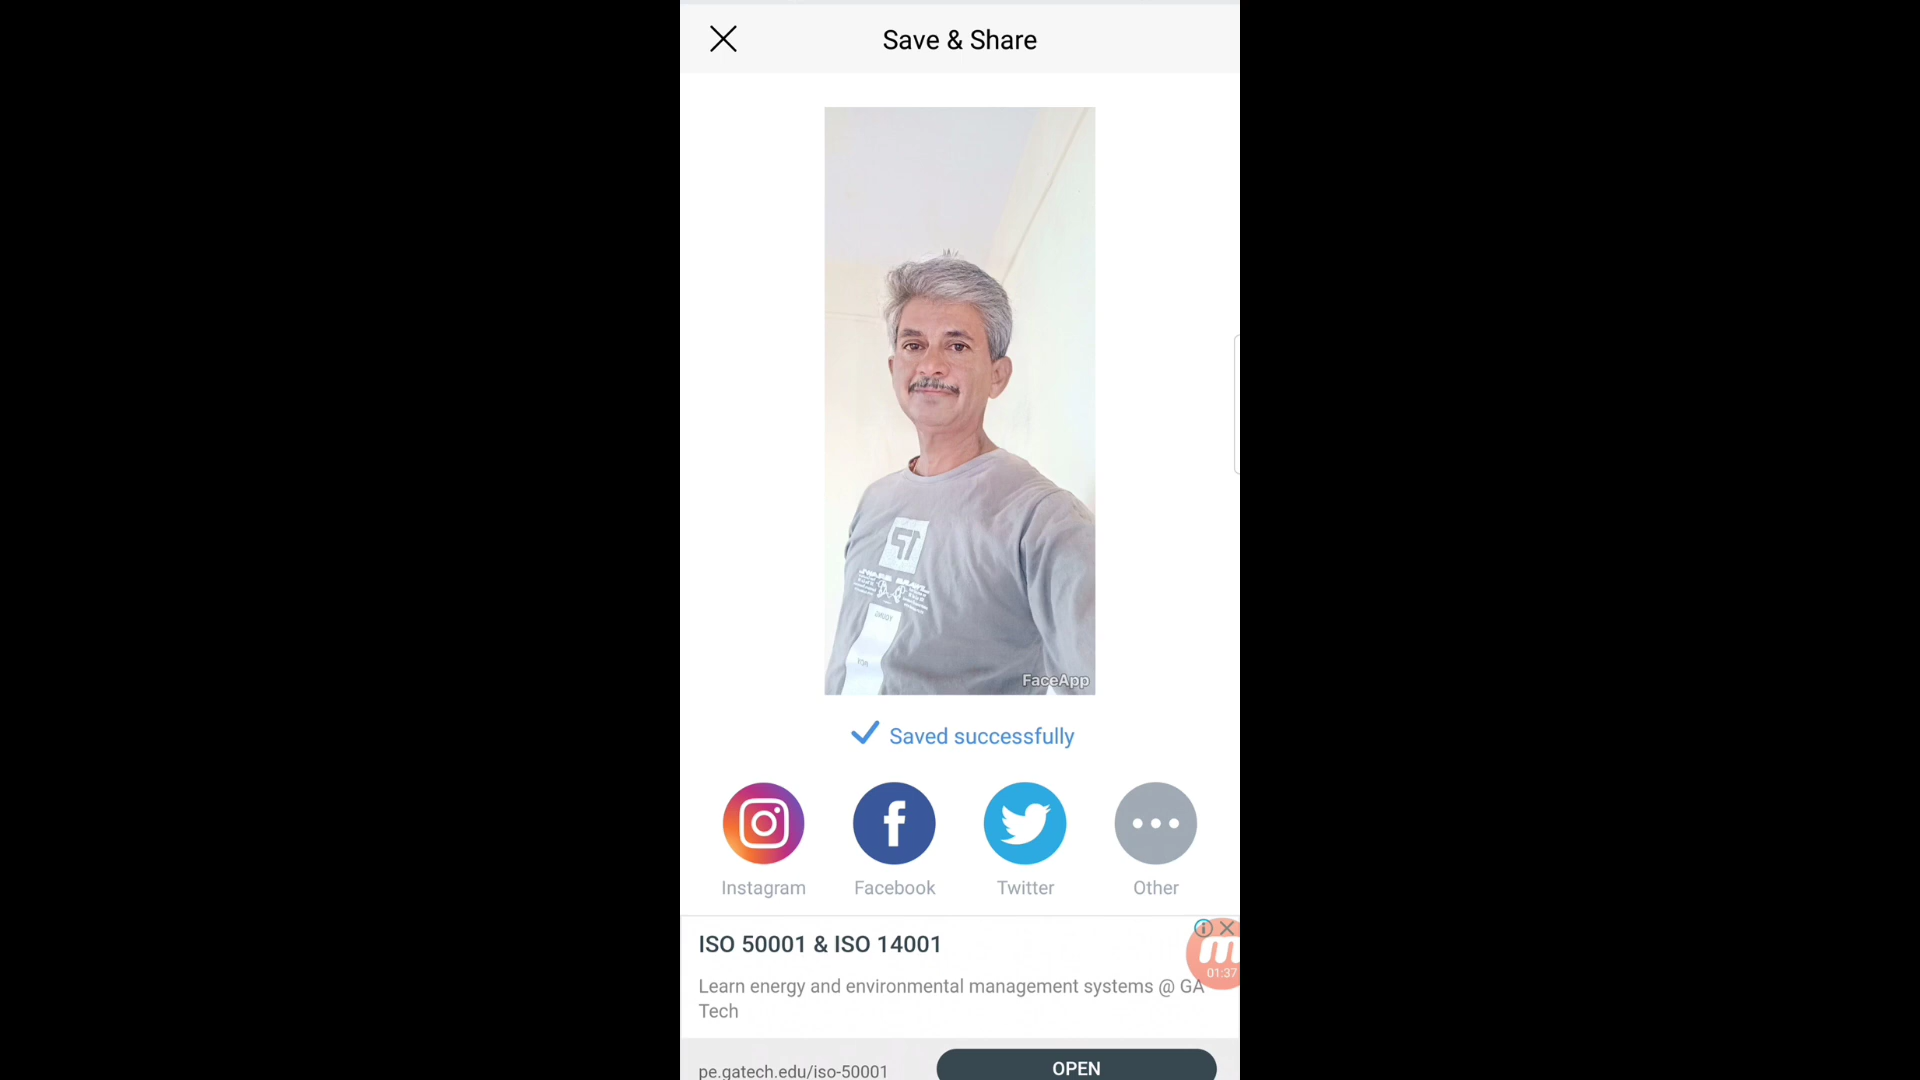 Save & Share
FaceApp
Saved successfully
Instagram
Facebook
Twitter
Other
ISO 50001 & ISO 14001
01:37
Learn energy and environmental management systems @ GA
Tech
pe.gatech.edu/iso-50001
OPEN